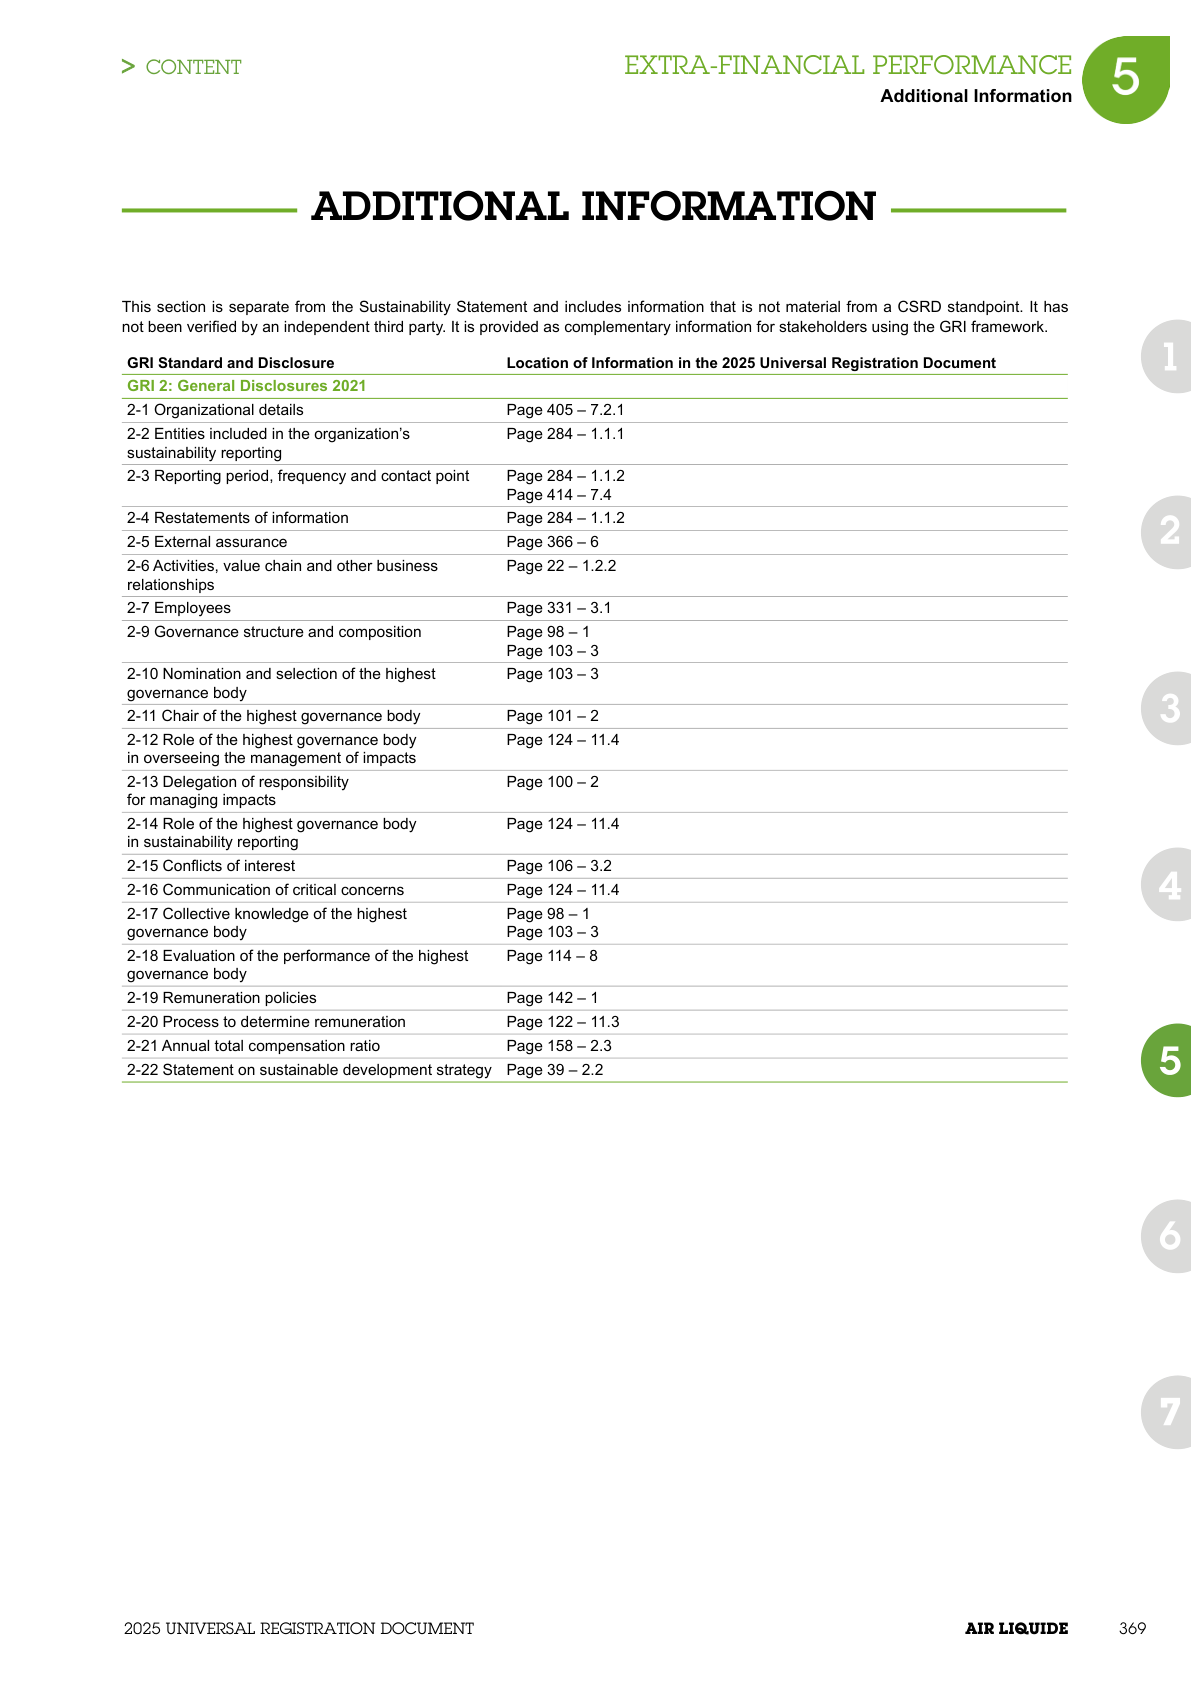 > CONTENT
EXTRA-FINANCIAL PERFORMANCE
Additional Information
5
ADDITIONAL INFORMATION
This section is separate from the Sustainability Statement and includes information that is not material from a CSRD standpoint. It has
not been verified by an independent third party. It is provided as complementary information for stakeholders using the GRI framework.
GRI Standard and Disclosure Location of Information in the 2025 Universal Registration Document
GRI 2: General Disclosures 2021
2-1 Organizational details Page 405 – 7.2.1
2-2 Entities included in the organization’s Page 284 – 1.1.1
sustainability reporting
2-3 Reporting period, frequency and contact point Page 284 – 1.1.2
Page 414 – 7.4
2-4 Restatements of information Page 284 – 1.1.2
2-5 External assurance Page 366 – 6
2-6 Activities, value chain and other business Page 22 – 1.2.2
relationships
2-7 Employees Page 331 – 3.1
2-9 Governance structure and composition Page 98 – 1
Page 103 – 3
2-10 Nomination and selection of the highest Page 103 – 3
governance body
2-11 Chair of the highest governance body Page 101 – 2
2-12 Role of the highest governance body Page 124 – 11.4
in overseeing the management of impacts
2-13 Delegation of responsibility Page 100 – 2
for managing impacts
2-14 Role of the highest governance body Page 124 – 11.4
in sustainability reporting
2-15 Conflicts of interest Page 106 – 3.2
2-16 Communication of critical concerns Page 124 – 11.4
2-17 Collective knowledge of the highest Page 98 – 1
governance body Page 103 – 3
2-18 Evaluation of the performance of the highest Page 114 – 8
governance body
2-19 Remuneration policies Page 142 – 1
2-20 Process to determine remuneration Page 122 – 11.3
2-21 Annual total compensation ratio Page 158 – 2.3
2-22 Statement on sustainable development strategy Page 39 – 2.2
1
2
3
4
5
6
7
2025 UNIVERSAL REGISTRATION DOCUMENT
AIR LIQUIDE 369